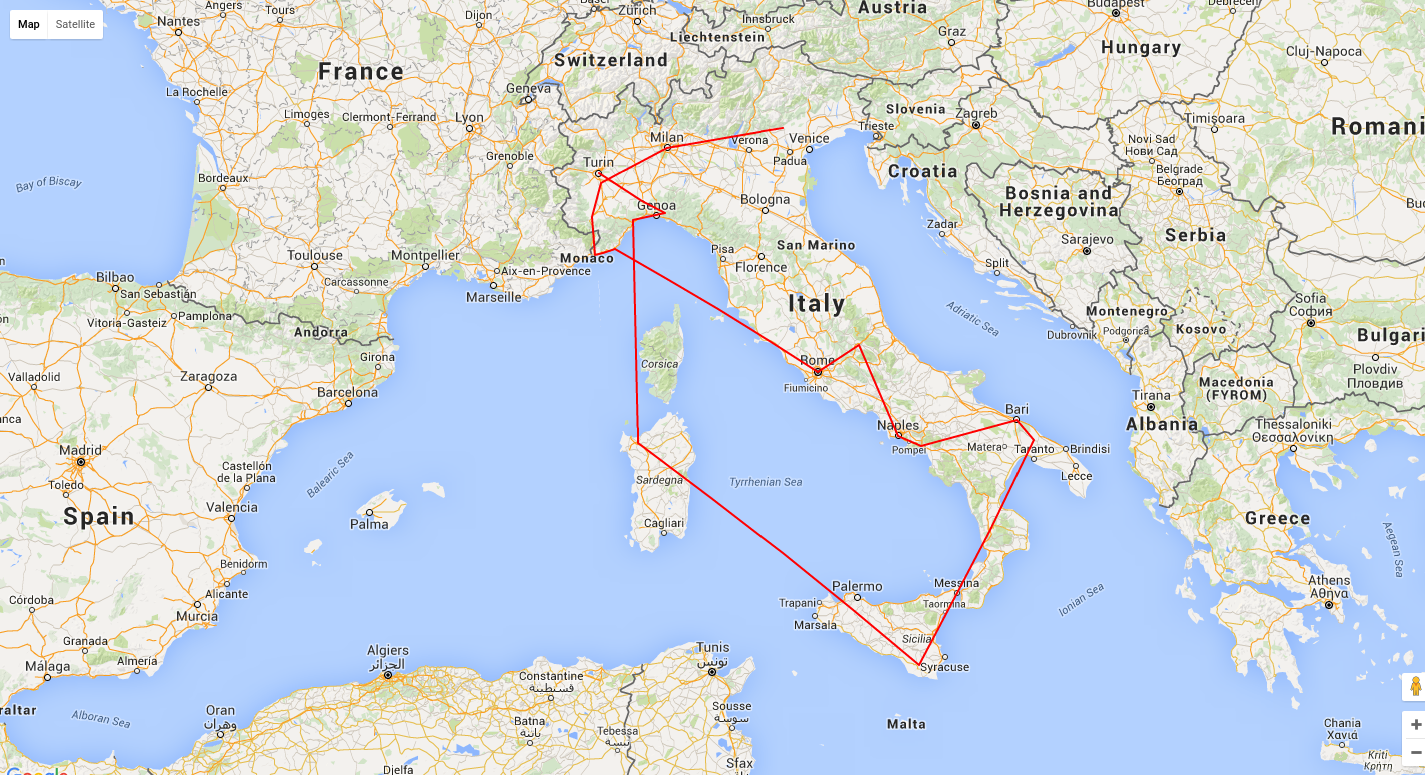 Map Satellite
Nantes
Angers
Tours
Dijon
Basel
Zürich
Liechtenstein
Innsbruck
Austria
Graz
Budapest
Debrecen
Hungary
Cluj-Napoca
France
Switzerland
Geneva
La Rochelle
Limoges
Clermont-Ferrand
Lyon
Slovenia
Zagreb
Timișoara
Romani
Milan
Verona
Venice
Trieste
Padua
Novi Sad
Нови Сад
Belgrade
Београд
Grenoble
Turin
Bordeaux
Bay of Biscay
Croatia
Bosnia and
Herzegovina
Genoa
Bologna
Zadar
Sarajevo
Serbia
Buc
Toulouse
Montpellier
Monaco
Pisa
Florence
San Marino
Split
Aix-en-Provence
Carcassonne
Marseille
Bilbao
San Sebastián
Vitoria-Gasteiz
Pamplona
Andorra
Italy
Adriatic Sea
Montenegro
Podgorica
Kosovo
Sofia
София
Dubrovnik
Bulgari
Plovdiv
Пловдив
Girona
Corsica
Rome
Fiumicino
Valladolid
Zaragoza
Barcelona
Macedonia
(FYROM)
Tirana
Albania
Bari
Naples
Pompei
Matera
Taranto
Brindisi
Lecce
Thessaloniki
Θεσσαλονίκη
Madrid
Toledo
Castellón
de la Plana
Balearic Sea
Sardegna
Tyrrhenian Sea
Spain
Valencia
Palma
Cagliari
Greece
Aegean Sea
Benidorm
Alicante
Murcia
Córdoba
Palermo
Messina
Trapani
Marsala
Taormina
Sicilia
Syracuse
Ionian Sea
Athens
Αθήνα
Granada
Málaga
Almería
Algiers
الجزائر
Tunis
تونس
Constantine
قسنطينة
raltar
Alboran Sea
Oran
وهران
Batna
باتنة
Tebessa
تبسة
Sousse
سوسة
Malta
Chania
Χανιά
Kriti
Κρήτη
Djelfa
Sfax
Google